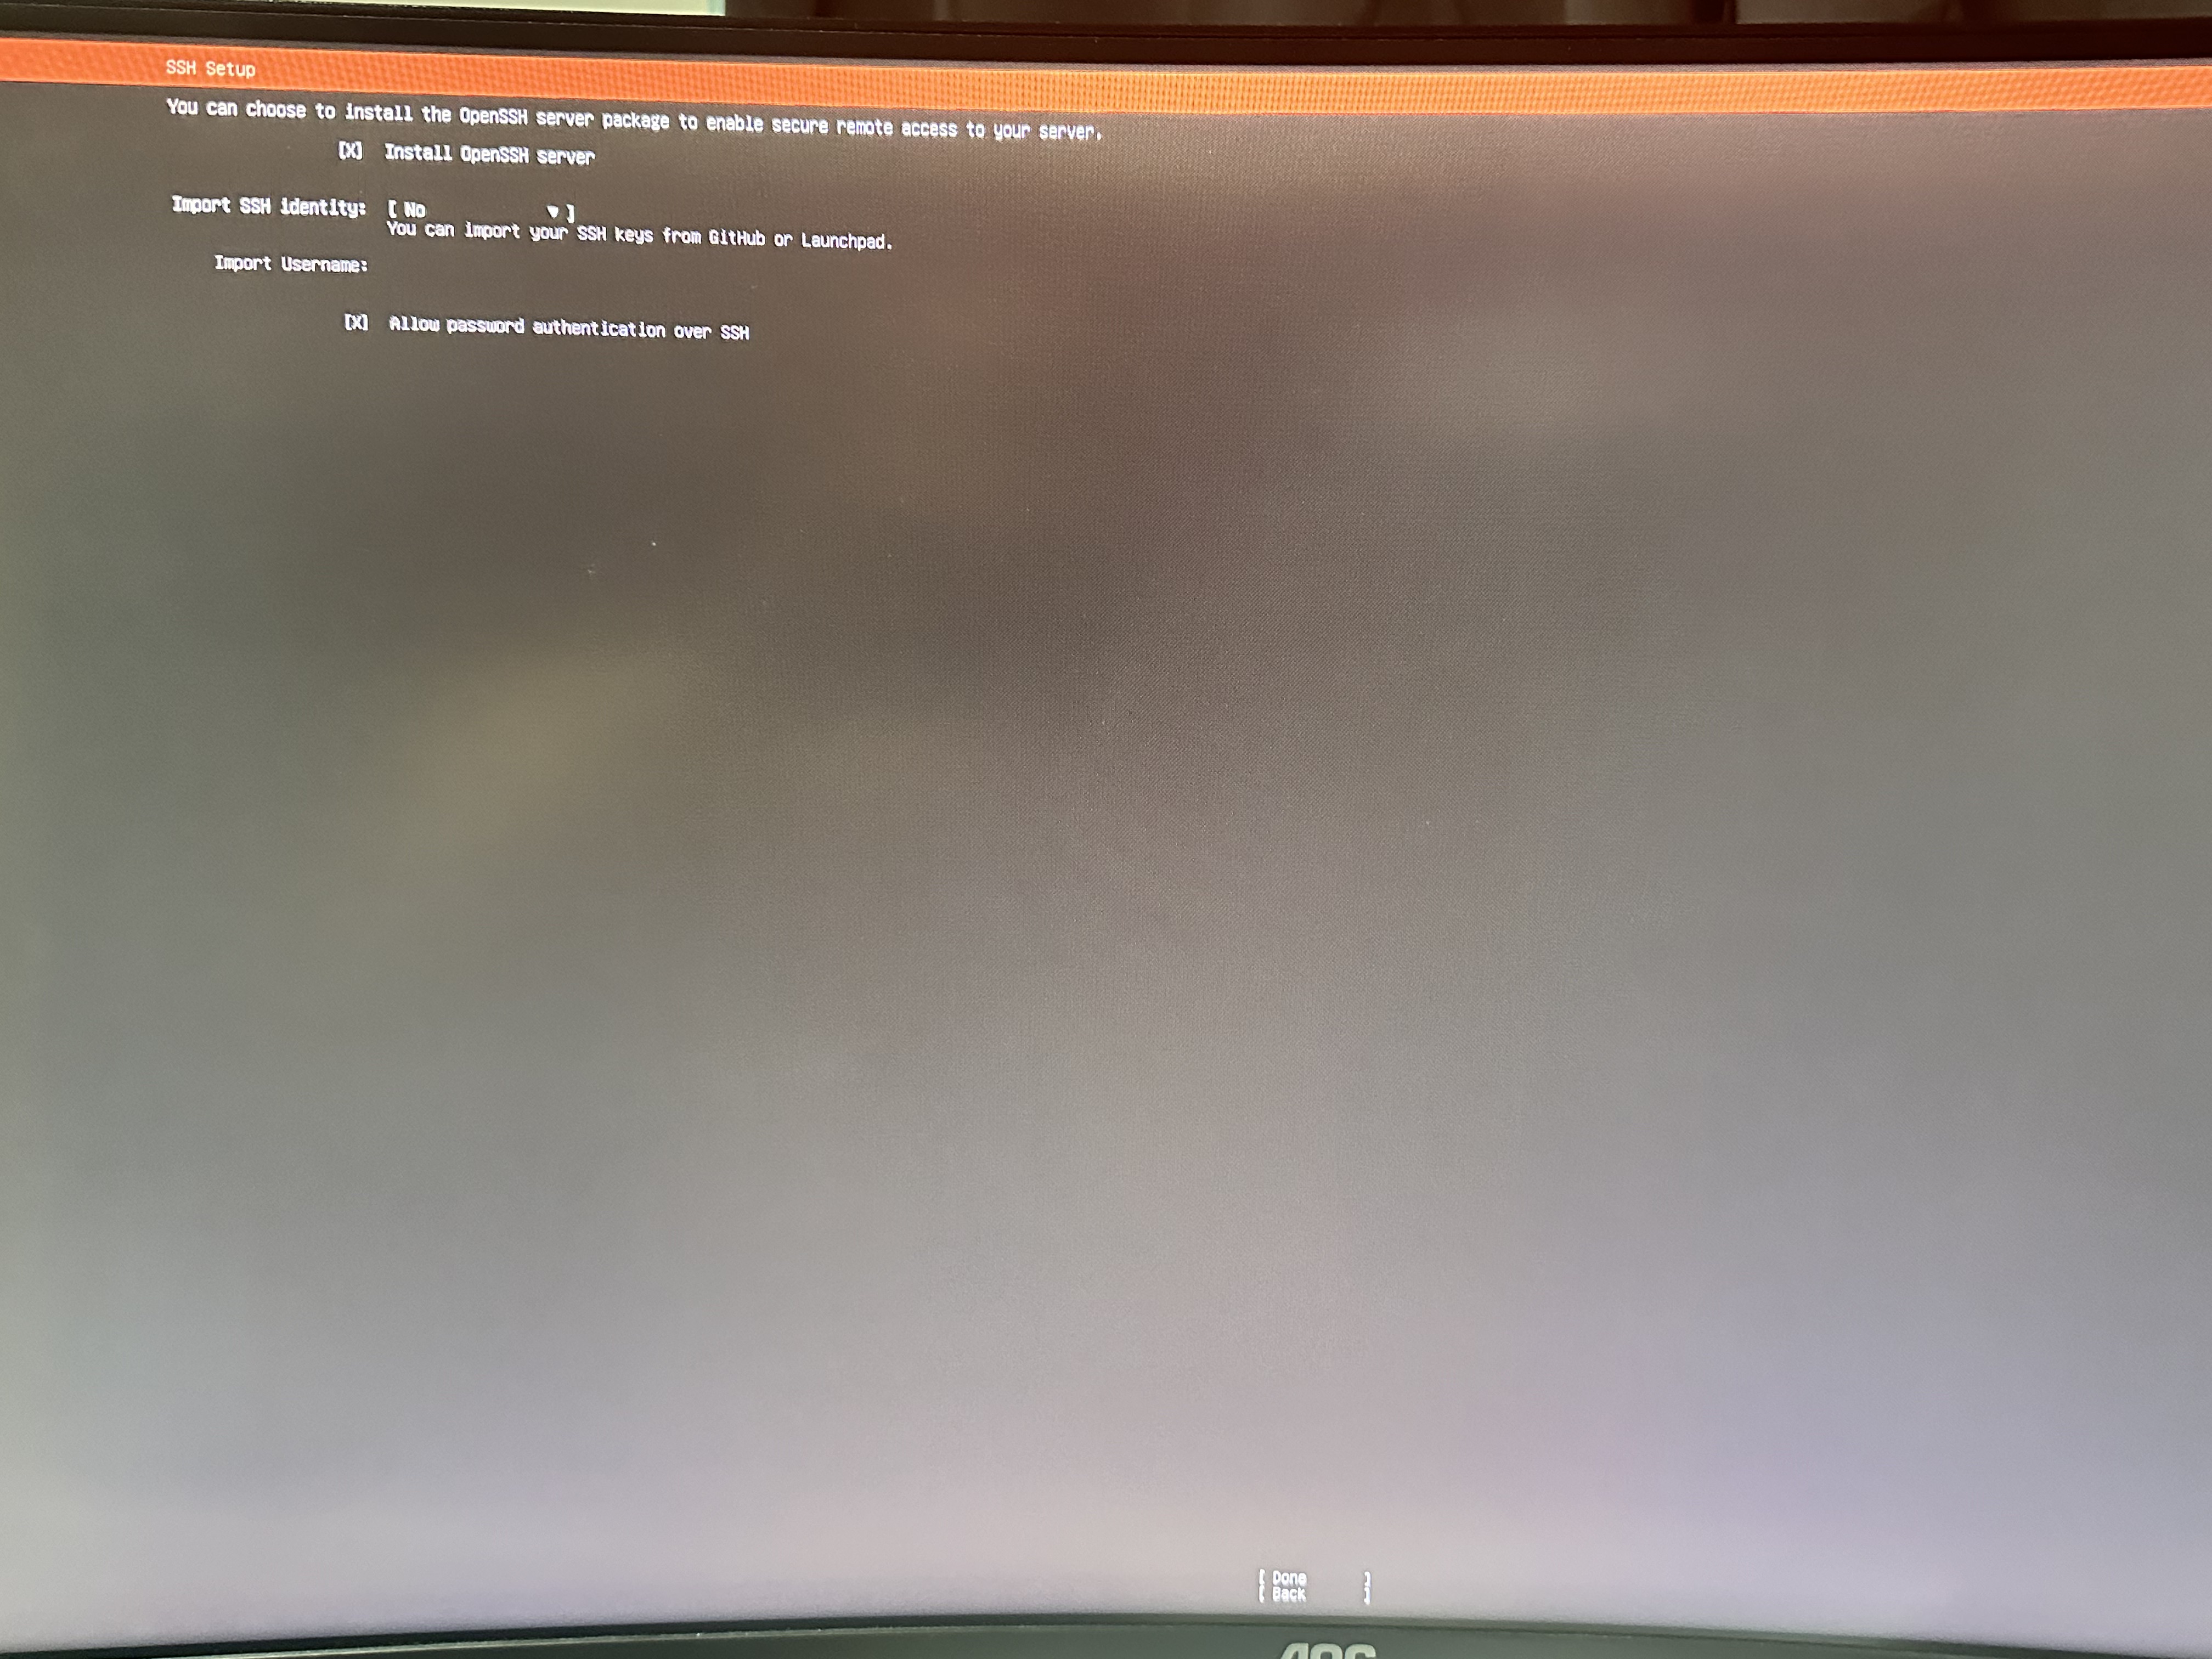 SSH Setup
You can choose to install the OpenSSH server package to enable secure remote access to your server.
[X] Install OpenSSH server
Import SSH identity: [ No ▼ ]
You can import your SSH keys from GitHub or Launchpad.
Import Username:
[X] Allow password authentication over SSH
[ Done ]
[ Back ]
AOC